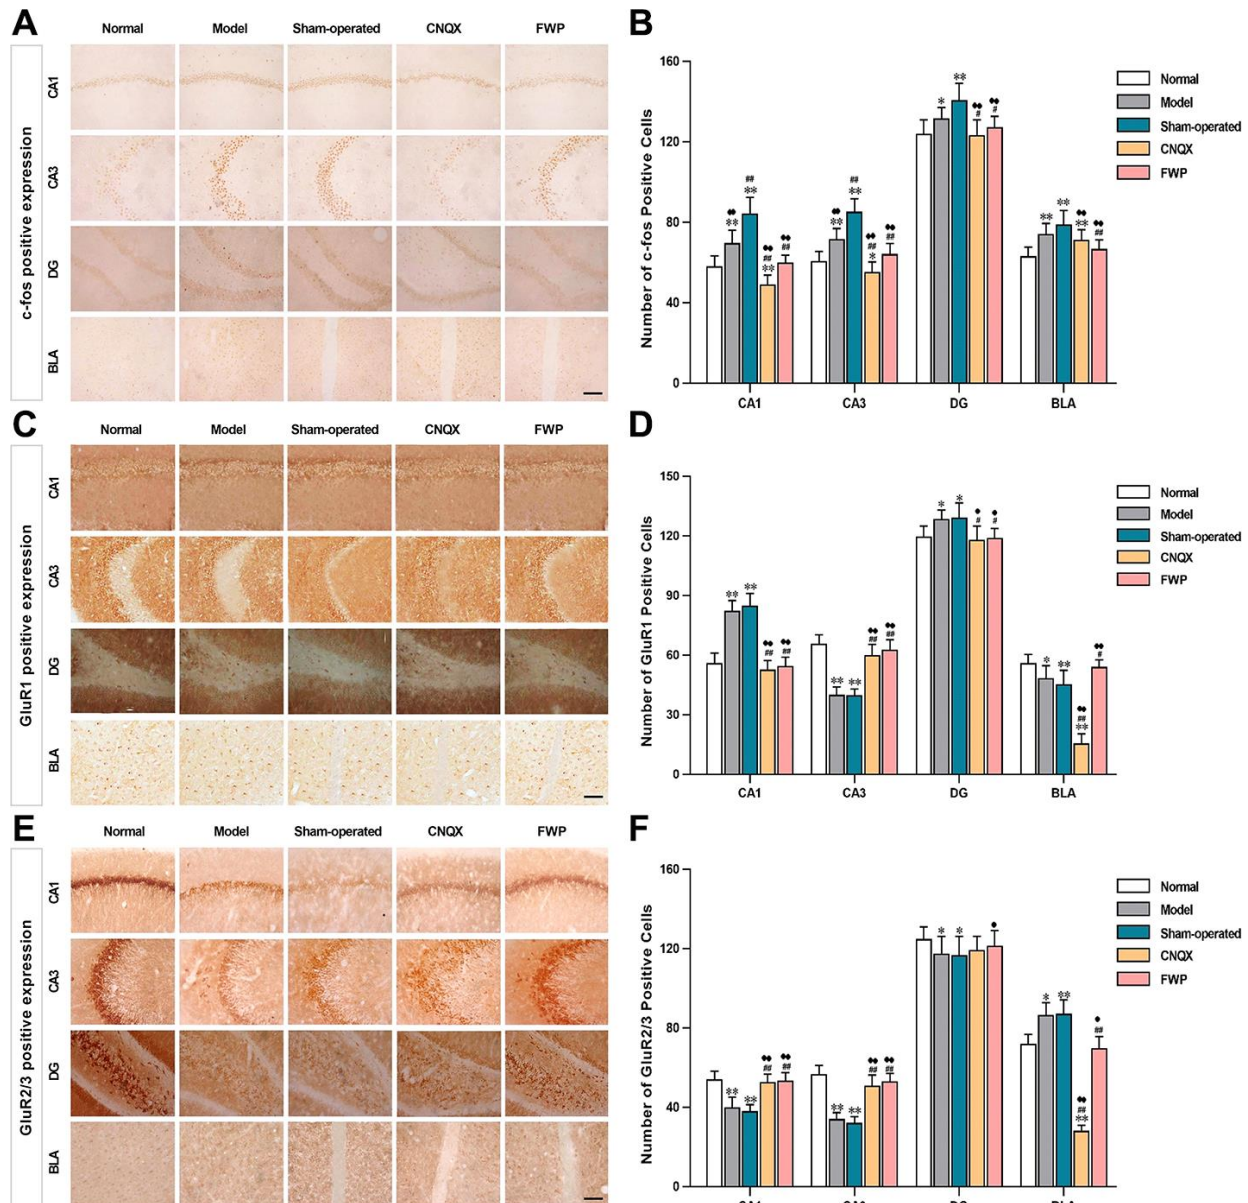 A
Normal Model Sham-operated CNQX FWP
c-fos positive expression
CA1
CA3
DG
BLA
B
Number of c-fos Positive Cells
160
120
80
40
0
** ♦♦
** ##
** ## ♦♦
## ♦♦
** ♦♦
** ##
* ## ♦♦
## ♦♦
*
**
# ♦♦
# ♦♦
**
**
** ♦♦
## ♦♦
CA1 CA3 DG BLA
Normal
Model
Sham-operated
CNQX
FWP
C
Normal Model Sham-operated CNQX FWP
GluR1 positive expression
CA1
CA3
DG
BLA
D
Number of GluR1 Positive Cells
150
120
90
60
30
0
**
**
## ♦♦
## ♦♦
**
**
## ♦♦
## ♦♦
*
*
# ♦
# ♦
*
**
** ## ♦♦
# ♦♦
CA1 CA3 DG BLA
Normal
Model
Sham-operated
CNQX
FWP
E
Normal Model Sham-operated CNQX FWP
GluR2/3 positive expression
CA1
CA3
DG
BLA
F
Number of GluR2/3 Positive Cells
160
120
80
40
0
**
**
## ♦♦
## ♦♦
**
**
## ♦♦
## ♦♦
*
*
♦
*
**
** ## ♦♦
## ♦
Normal
Model
Sham-operated
CNQX
FWP